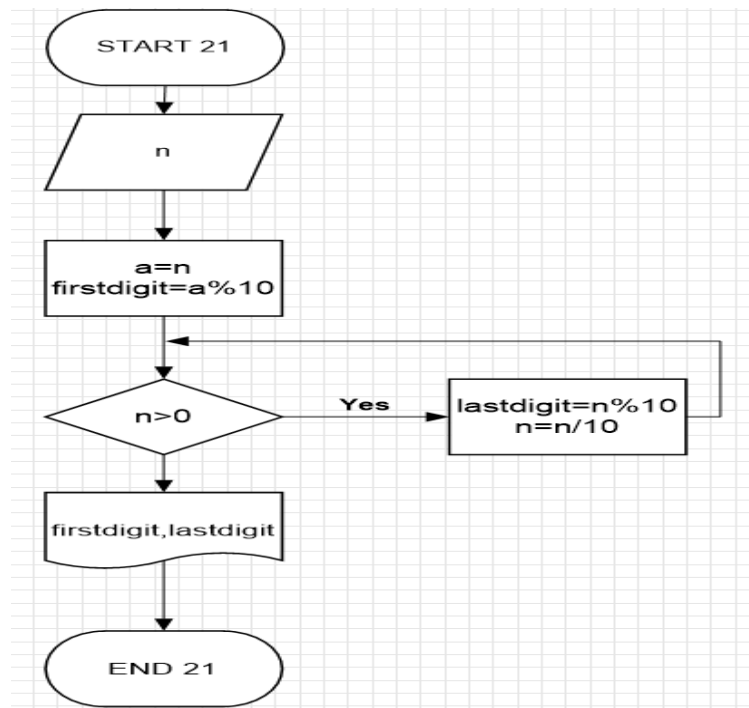 START 21
n
a=n
firstdigit=a%10
n>0
Yes
lastdigit=n%10
n=n/10
firstdigit,lastdigit
END 21